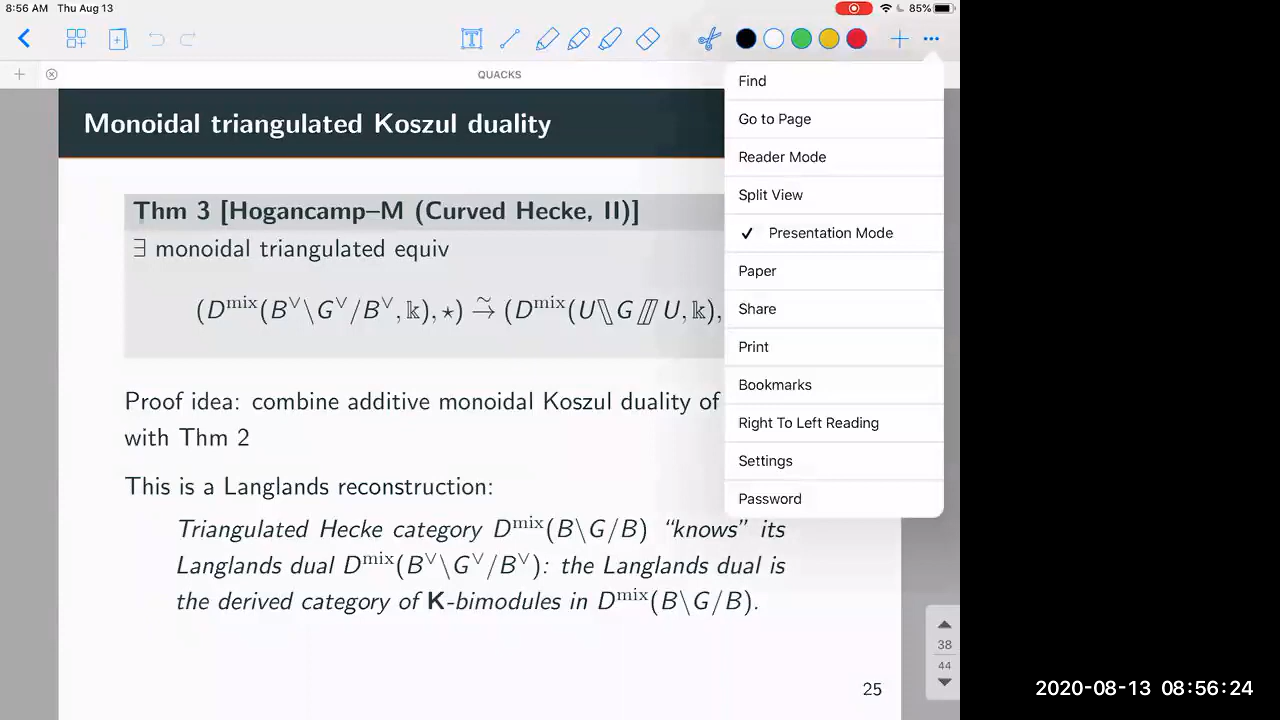 8:56 AM Thu Aug 13
85%
QUACKS
Monoidal triangulated Koszul duality
Thm 3 [Hogancamp–M (Curved Hecke, II)]
∃ monoidal triangulated equiv
(D^mix(B^∨\G^∨/B^∨, 𝕜), ⋆) ⥲ (D^mix(U⑊G⫽U, 𝕜),
Proof idea: combine additive monoidal Koszul duality of
with Thm 2
This is a Langlands reconstruction:
Triangulated Hecke category D^mix(B\G/B) “knows” its
Langlands dual D^mix(B^∨\G^∨/B^∨): the Langlands dual is
the derived category of K-bimodules in D^mix(B\G/B).
25
Find
Go to Page
Reader Mode
Split View
✓ Presentation Mode
Paper
Share
Print
Bookmarks
Right To Left Reading
Settings
Password
38
44
2020-08-13 08:56:24